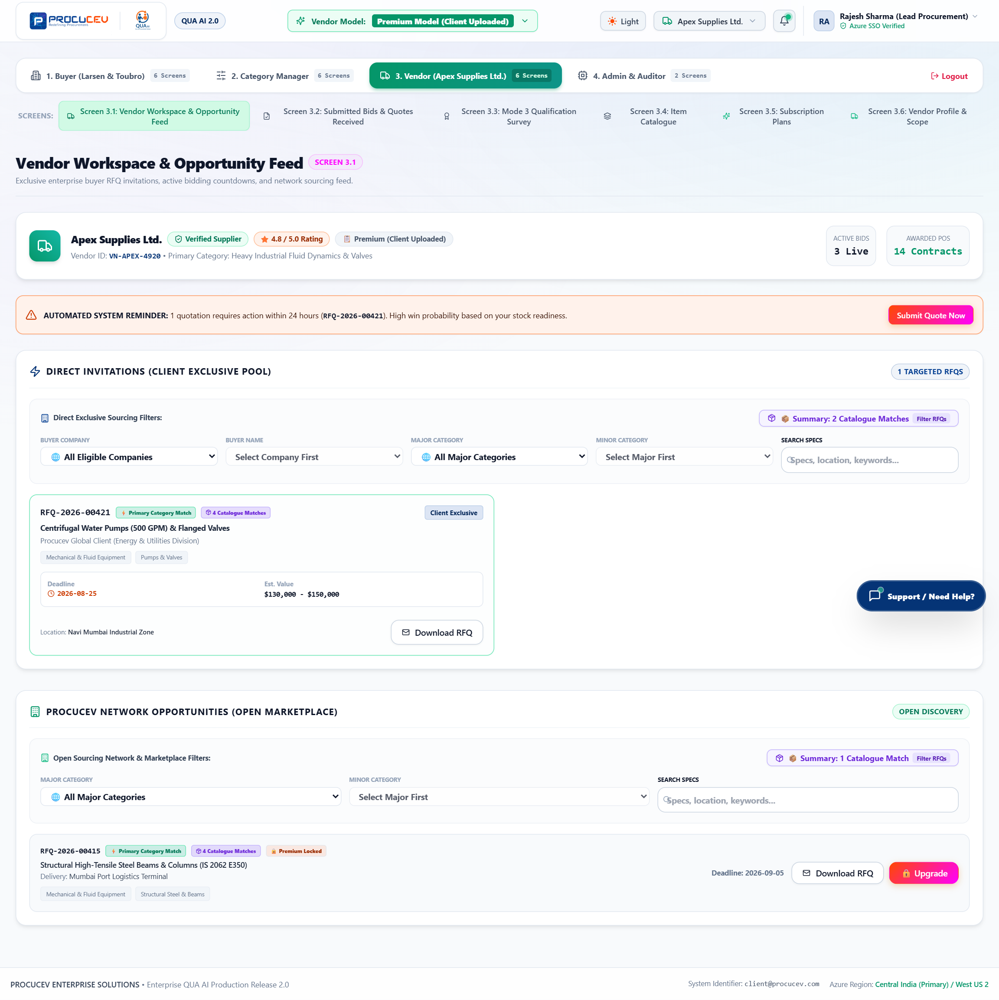 PROCUCEV
Redefining Procurement
QUA AI
QUA AI 2.0
Vendor Model: Premium Model (Client Uploaded)
Light
Apex Supplies Ltd.
RA
Rajesh Sharma (Lead Procurement)
Azure SSO Verified
1. Buyer (Larsen & Toubro) 6 Screens
2. Category Manager 6 Screens
3. Vendor (Apex Supplies Ltd.) 6 Screens
4. Admin & Auditor 2 Screens
Logout
SCREENS:
Screen 3.1: Vendor Workspace & Opportunity
Feed
Screen 3.2: Submitted Bids & Quotes
Received
Screen 3.3: Mode 3 Qualification
Survey
Screen 3.4: Item
Catalogue
Screen 3.5: Subscription
Plans
Screen 3.6: Vendor Profile &
Scope
Vendor Workspace & Opportunity Feed SCREEN 3.1
Exclusive enterprise buyer RFQ invitations, active bidding countdowns, and network sourcing feed.
Apex Supplies Ltd. Verified Supplier 4.8 / 5.0 Rating Premium (Client Uploaded)
Vendor ID: VN-APEX-4920 • Primary Category: Heavy Industrial Fluid Dynamics & Valves
ACTIVE BIDS
3 Live
AWARDED POS
14 Contracts
AUTOMATED SYSTEM REMINDER: 1 quotation requires action within 24 hours (RFQ-2026-00421). High win probability based on your stock readiness.
Submit Quote Now
DIRECT INVITATIONS (CLIENT EXCLUSIVE POOL)
1 TARGETED RFQS
Direct Exclusive Sourcing Filters:
Summary: 2 Catalogue Matches Filter RFQs
BUYER COMPANY
All Eligible Companies
BUYER NAME
Select Company First
MAJOR CATEGORY
All Major Categories
MINOR CATEGORY
Select Major First
SEARCH SPECS
Specs, location, keywords...
RFQ-2026-00421 Primary Category Match 4 Catalogue Matches
Client Exclusive
Centrifugal Water Pumps (500 GPM) & Flanged Valves
Procucev Global Client (Energy & Utilities Division)
Mechanical & Fluid Equipment Pumps & Valves
Deadline
2026-08-25
Est. Value
$130,000 - $150,000
Location: Navi Mumbai Industrial Zone
Download RFQ
Support / Need Help?
PROCUCEV NETWORK OPPORTUNITIES (OPEN MARKETPLACE)
OPEN DISCOVERY
Open Sourcing Network & Marketplace Filters:
Summary: 1 Catalogue Match Filter RFQs
MAJOR CATEGORY
All Major Categories
MINOR CATEGORY
Select Major First
SEARCH SPECS
Specs, location, keywords...
RFQ-2026-00415 Primary Category Match 4 Catalogue Matches Premium Locked
Structural High-Tensile Steel Beams & Columns (IS 2062 E350)
Delivery: Mumbai Port Logistics Terminal
Mechanical & Fluid Equipment Structural Steel & Beams
Deadline: 2026-09-05
Download RFQ
Upgrade
PROCUCEV ENTERPRISE SOLUTIONS • Enterprise QUA AI Production Release 2.0
System Identifier: client@procucev.com
Azure Region: Central India (Primary) / West US 2